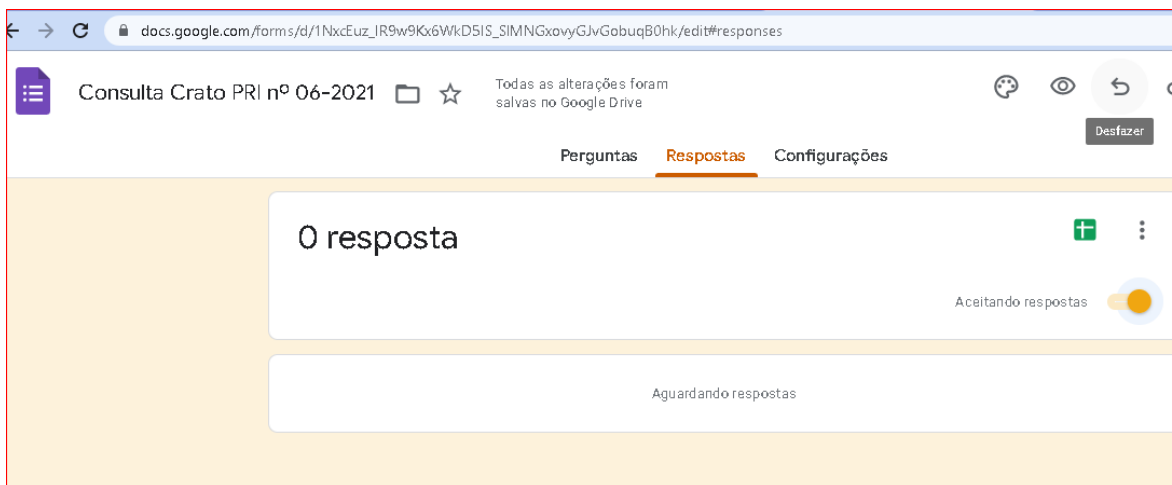 docs.google.com/forms/d/1NxcEuz_IR9w9Kx6WkD5IS_SIMNGxovyGJvGobuqB0hk/edit#responses
Consulta Crato PRI nº 06-2021
Todas as alterações foram
salvas no Google Drive
Desfazer
Perguntas Respostas Configurações
0 resposta
Aceitando respostas
Aguardando respostas